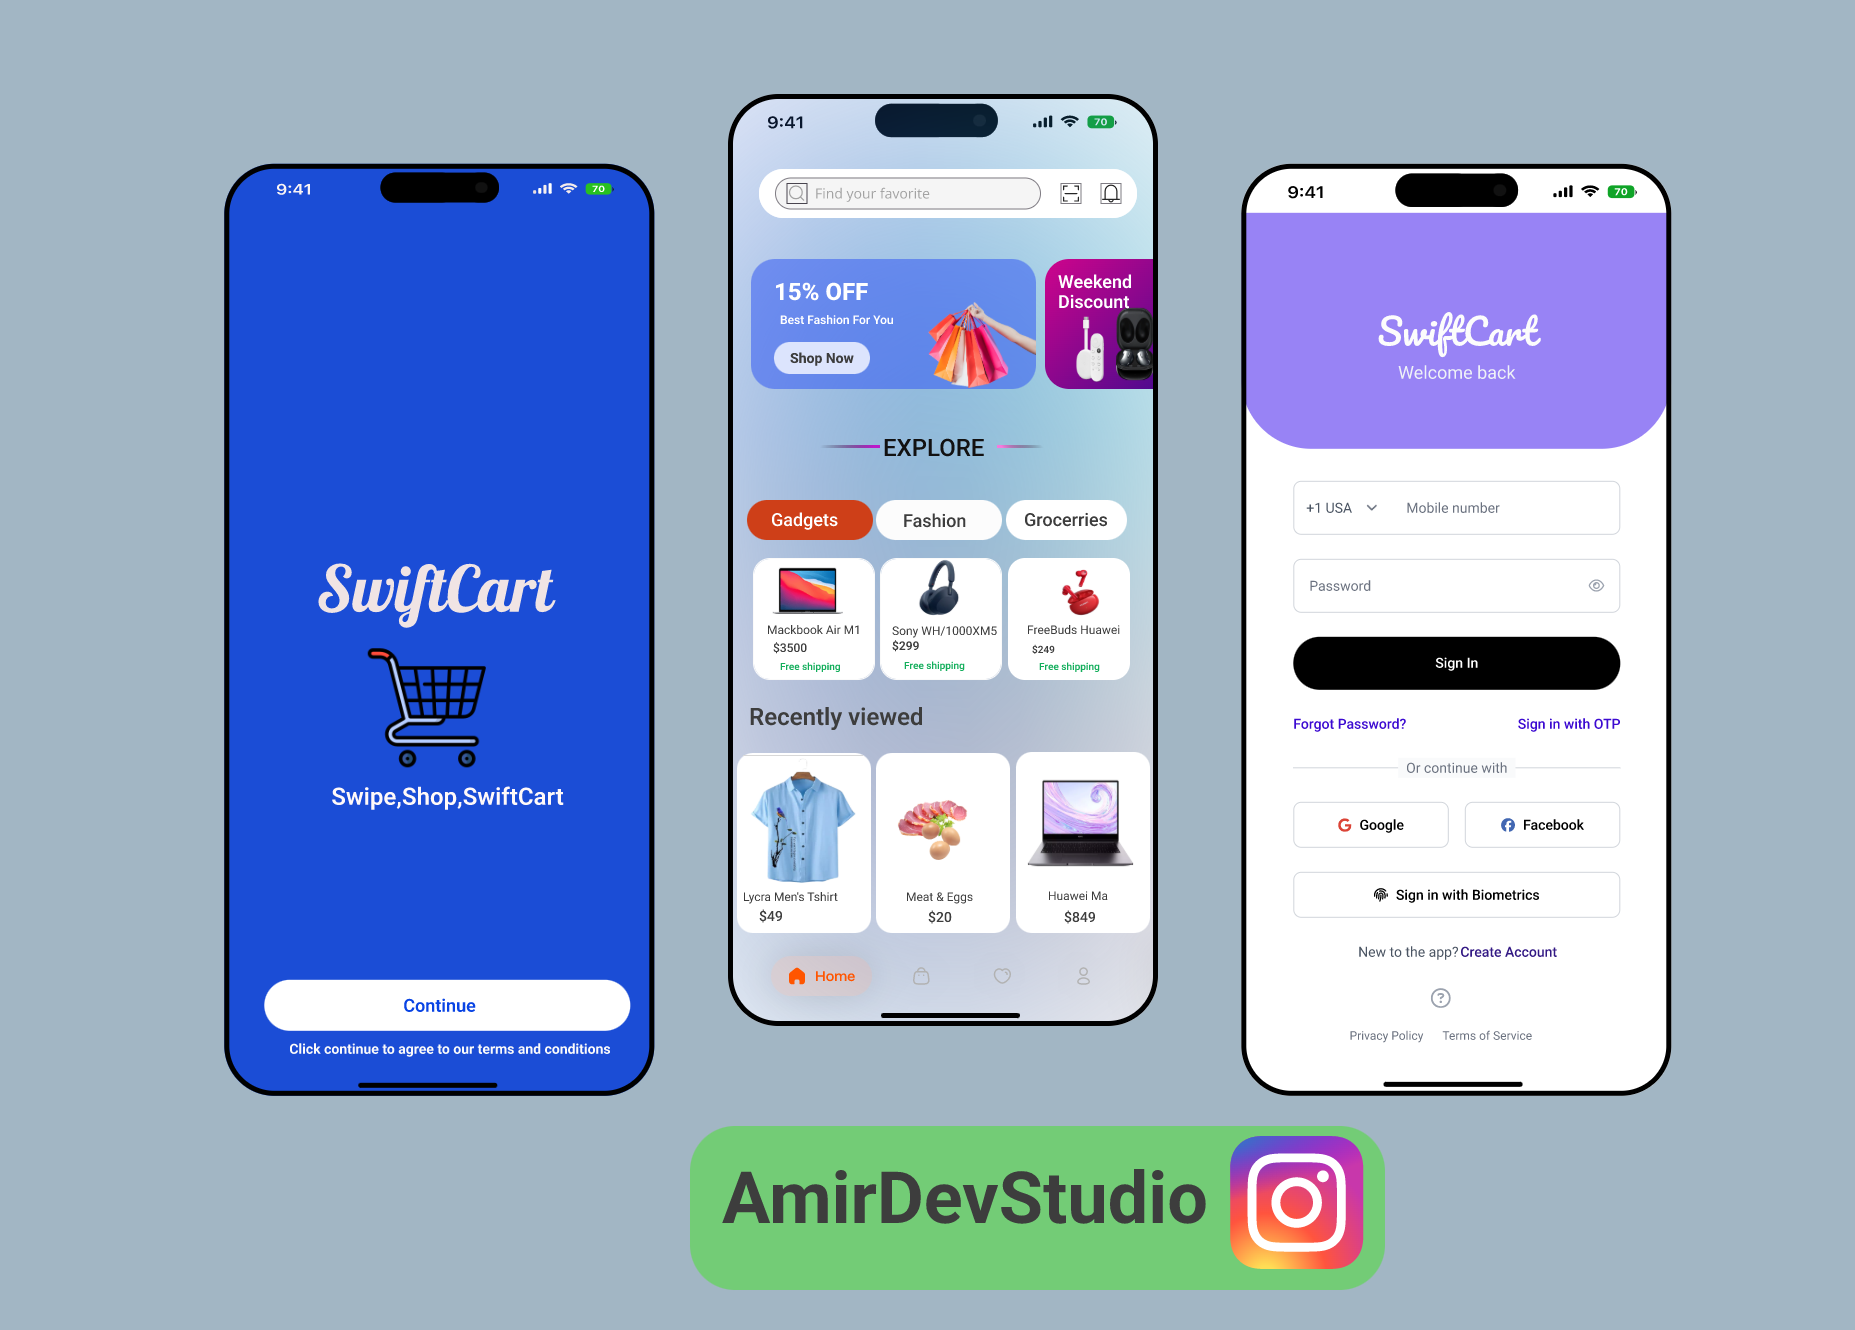 9:41
70
SwiftCart
Swipe,Shop,SwiftCart
Continue
Click continue to agree to our terms and conditions
9:41
70
Find your favorite
15% OFF
Best Fashion For You
Shop Now
Weekend
Discount
EXPLORE
Gadgets
Fashion
Grocerries
Mackbook Air M1
$3500
Free shipping
Sony WH/1000XM5
$299
Free shipping
FreeBuds Huawei
$249
Free shipping
Recently viewed
Lycra Men's Tshirt
$49
Meat & Eggs
$20
Huawei Ma
$849
Home
9:41
70
SwiftCart
Welcome back
+1 USA
Mobile number
Password
Sign In
Forgot Password?
Sign in with OTP
Or continue with
Google
Facebook
Sign in with Biometrics
New to the app? Create Account
Privacy Policy
Terms of Service
AmirDevStudio